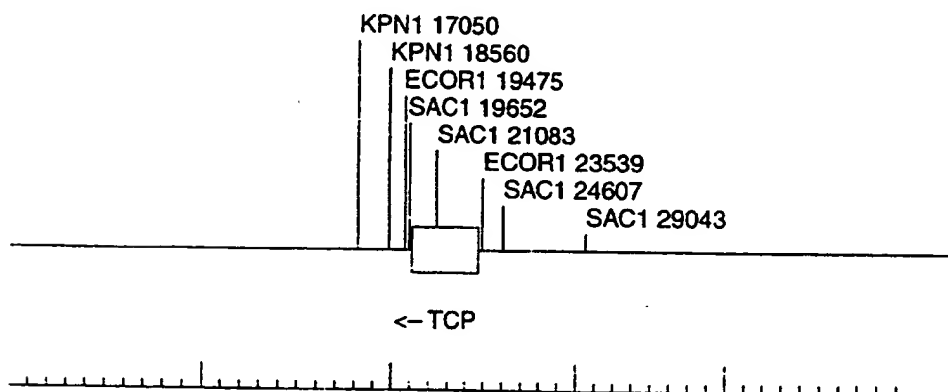 KPN1 17050
KPN1 18560
ECOR1 19475
SAC1 19652
SAC1 21083
ECOR1 23539
SAC1 24607
SAC1 29043
<-TCP